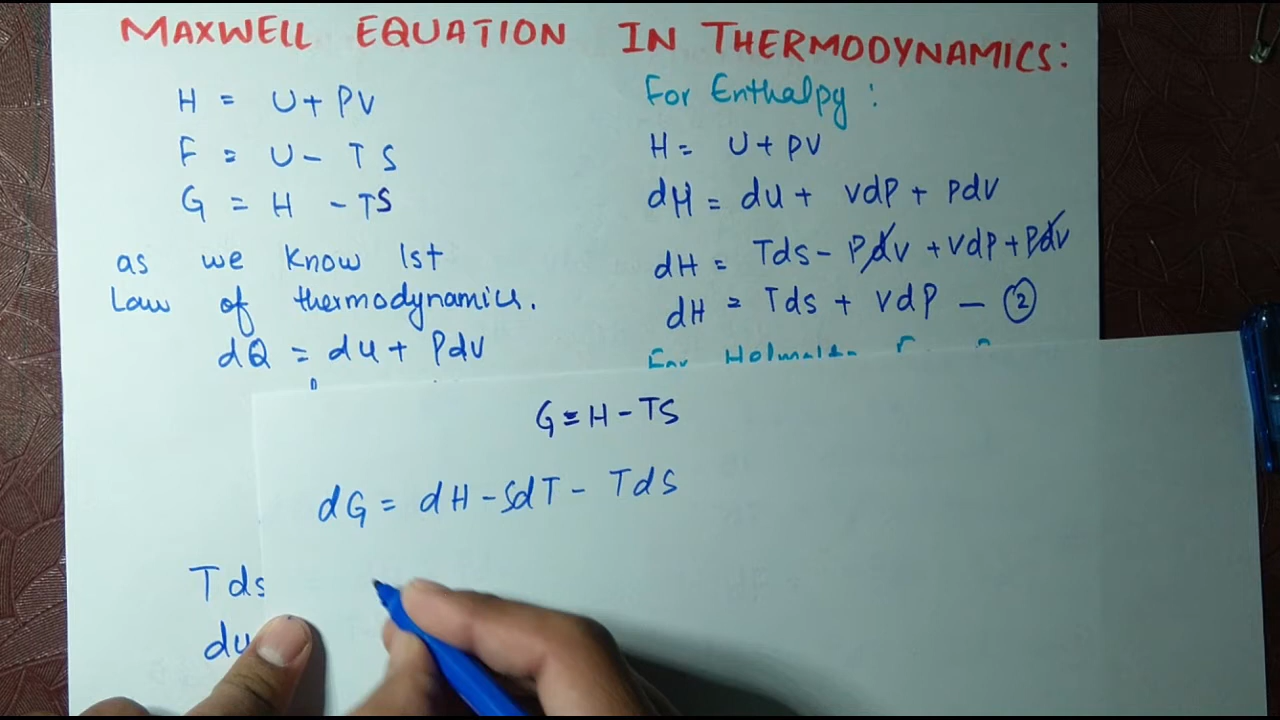 MAXWELL EQUATION IN THERMODYNAMICS:
H = U + PV
F = U - TS
G = H - TS
as we know 1st
Law of thermodynamics.
dQ = du + Pdv
For Enthalpy:
H = U + PV
dH = du + vdP + Pdv
dH = Tds - Pdv + vdP + Pdv
dH = Tds + vdP - ②
G = H - TS
dG = dH - SdT - TdS
Tds
du